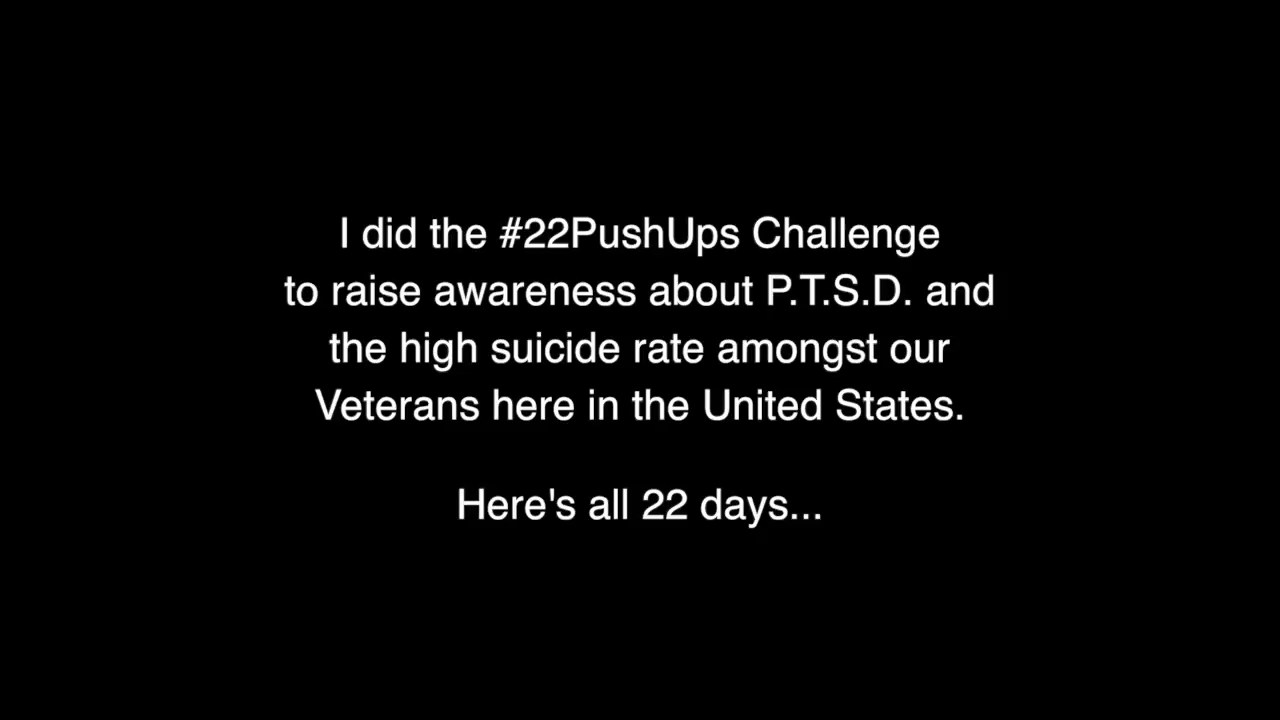 I did the #22PushUps Challenge
to raise awareness about P.T.S.D. and
the high suicide rate amongst our
Veterans here in the United States.
Here's all 22 days...